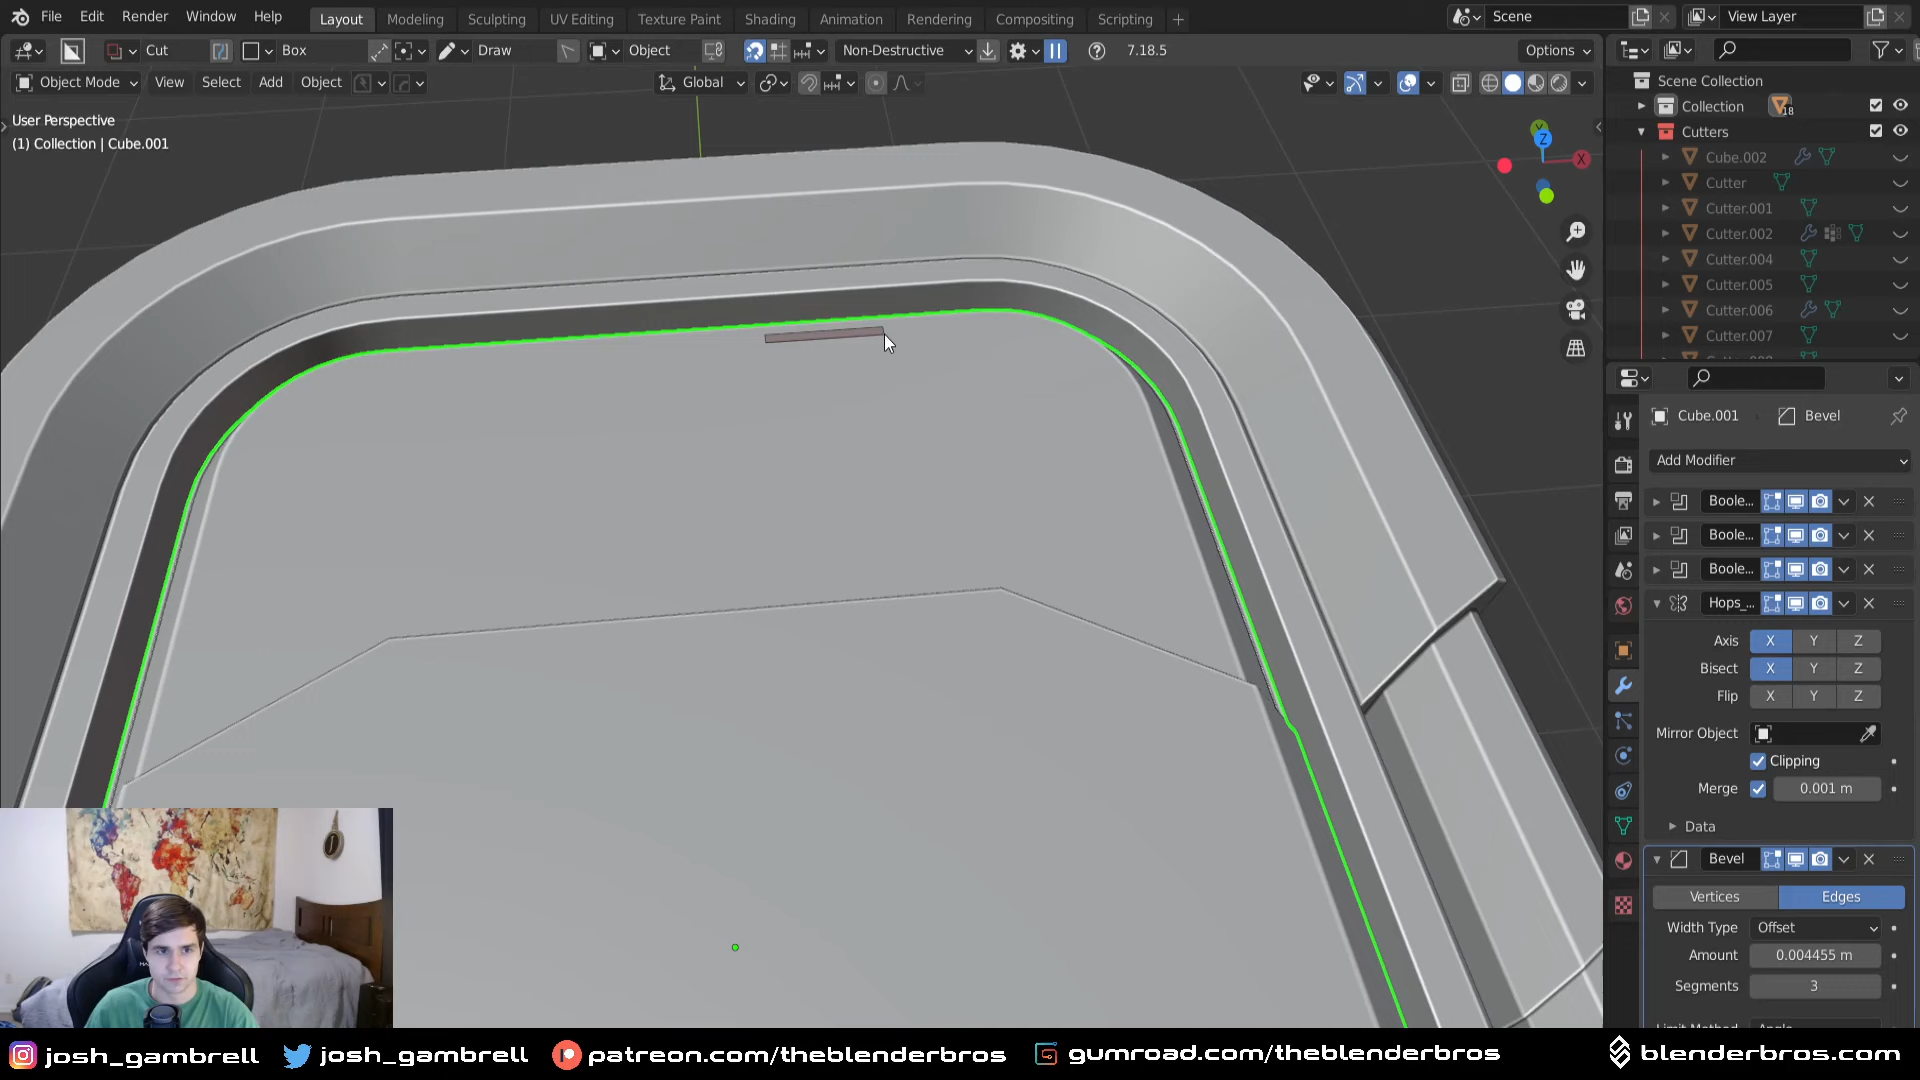 File Edit Render Window Help Layout Modeling Sculpting UV Editing Texture Paint Shading Animation Rendering Compositing Scripting + Scene View Layer
Cut Box Draw Object Non-Destructive 7.18.5 Options
Object Mode View Select Add Object Global
User Perspective
(1) Collection | Cube.001
Y
Z
X
Scene Collection
Collection 18
Cutters
Cube.002
Cutter
Cutter.001
Cutter.002
Cutter.004
Cutter.005
Cutter.006
Cutter.007
Cube.001 Bevel
Add Modifier
Boole...
Boole...
Boole...
Hops_...
Axis X Y Z
Bisect X Y Z
Flip X Y Z
Mirror Object
Clipping
Merge 0.001 m
Data
Bevel
Vertices Edges
Width Type Offset
Amount 0.004455 m
Segments 3
josh_gambrell josh_gambrell patreon.com/theblenderbros gumroad.com/theblenderbros blenderbros.com